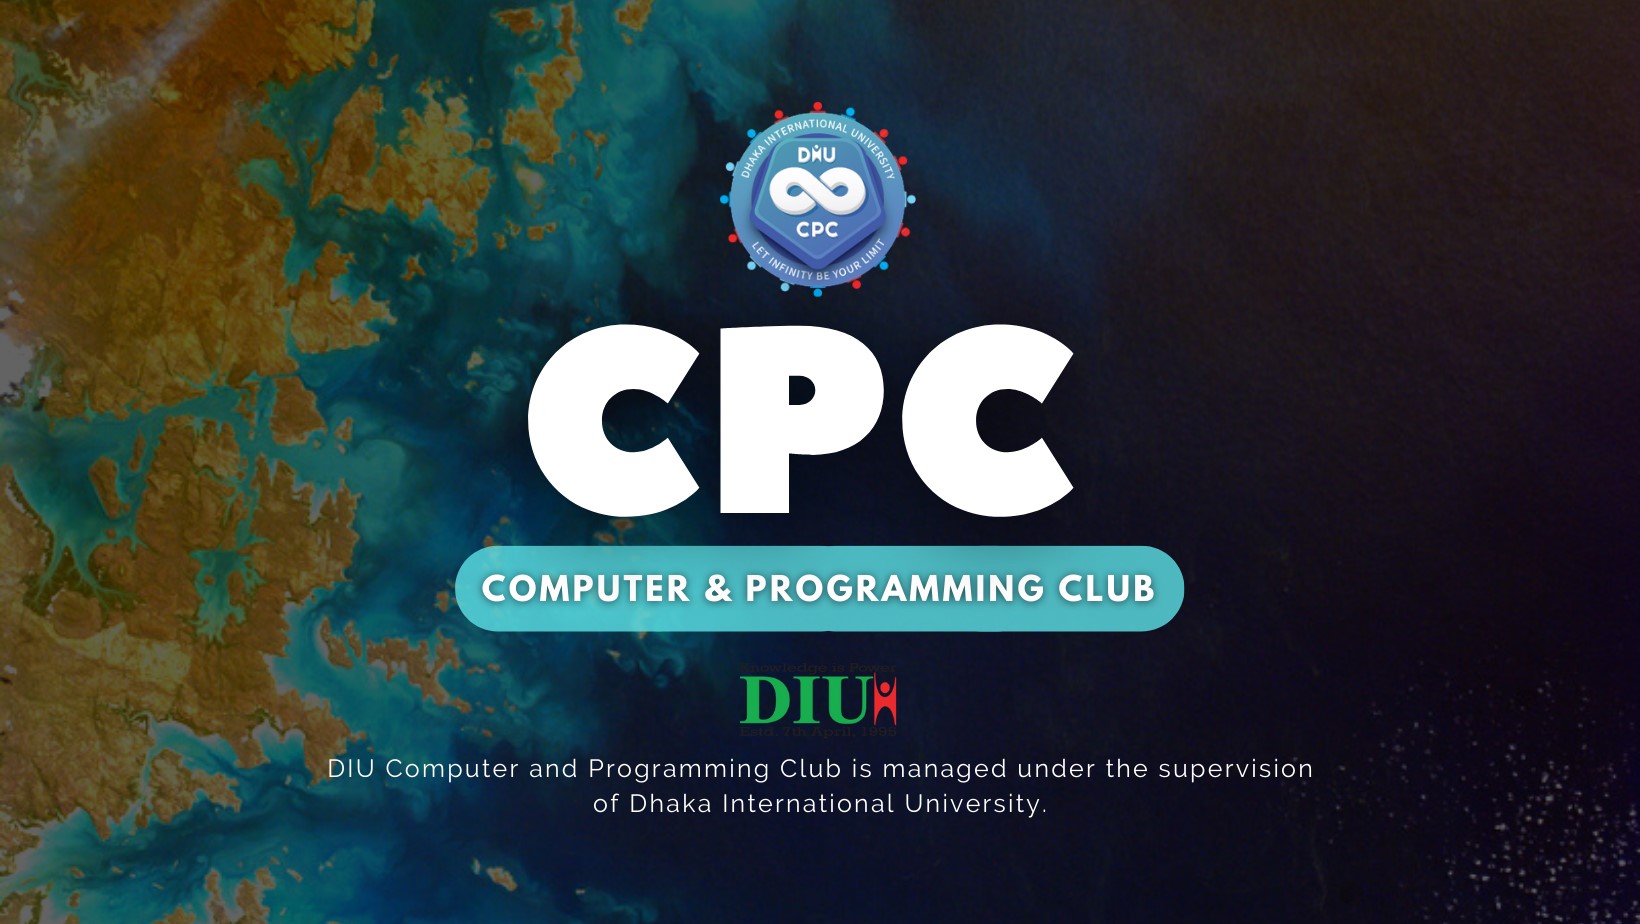 DHAKA INTERNATIONAL UNIVERSITY
DIU
CPC
LET INFINITY BE YOUR LIMIT
CPC
COMPUTER & PROGRAMMING CLUB
Knowledge is Power
DIU
Estd. 7th April, 1995
DIU Computer and Programming Club is managed under the supervision
of Dhaka International University.